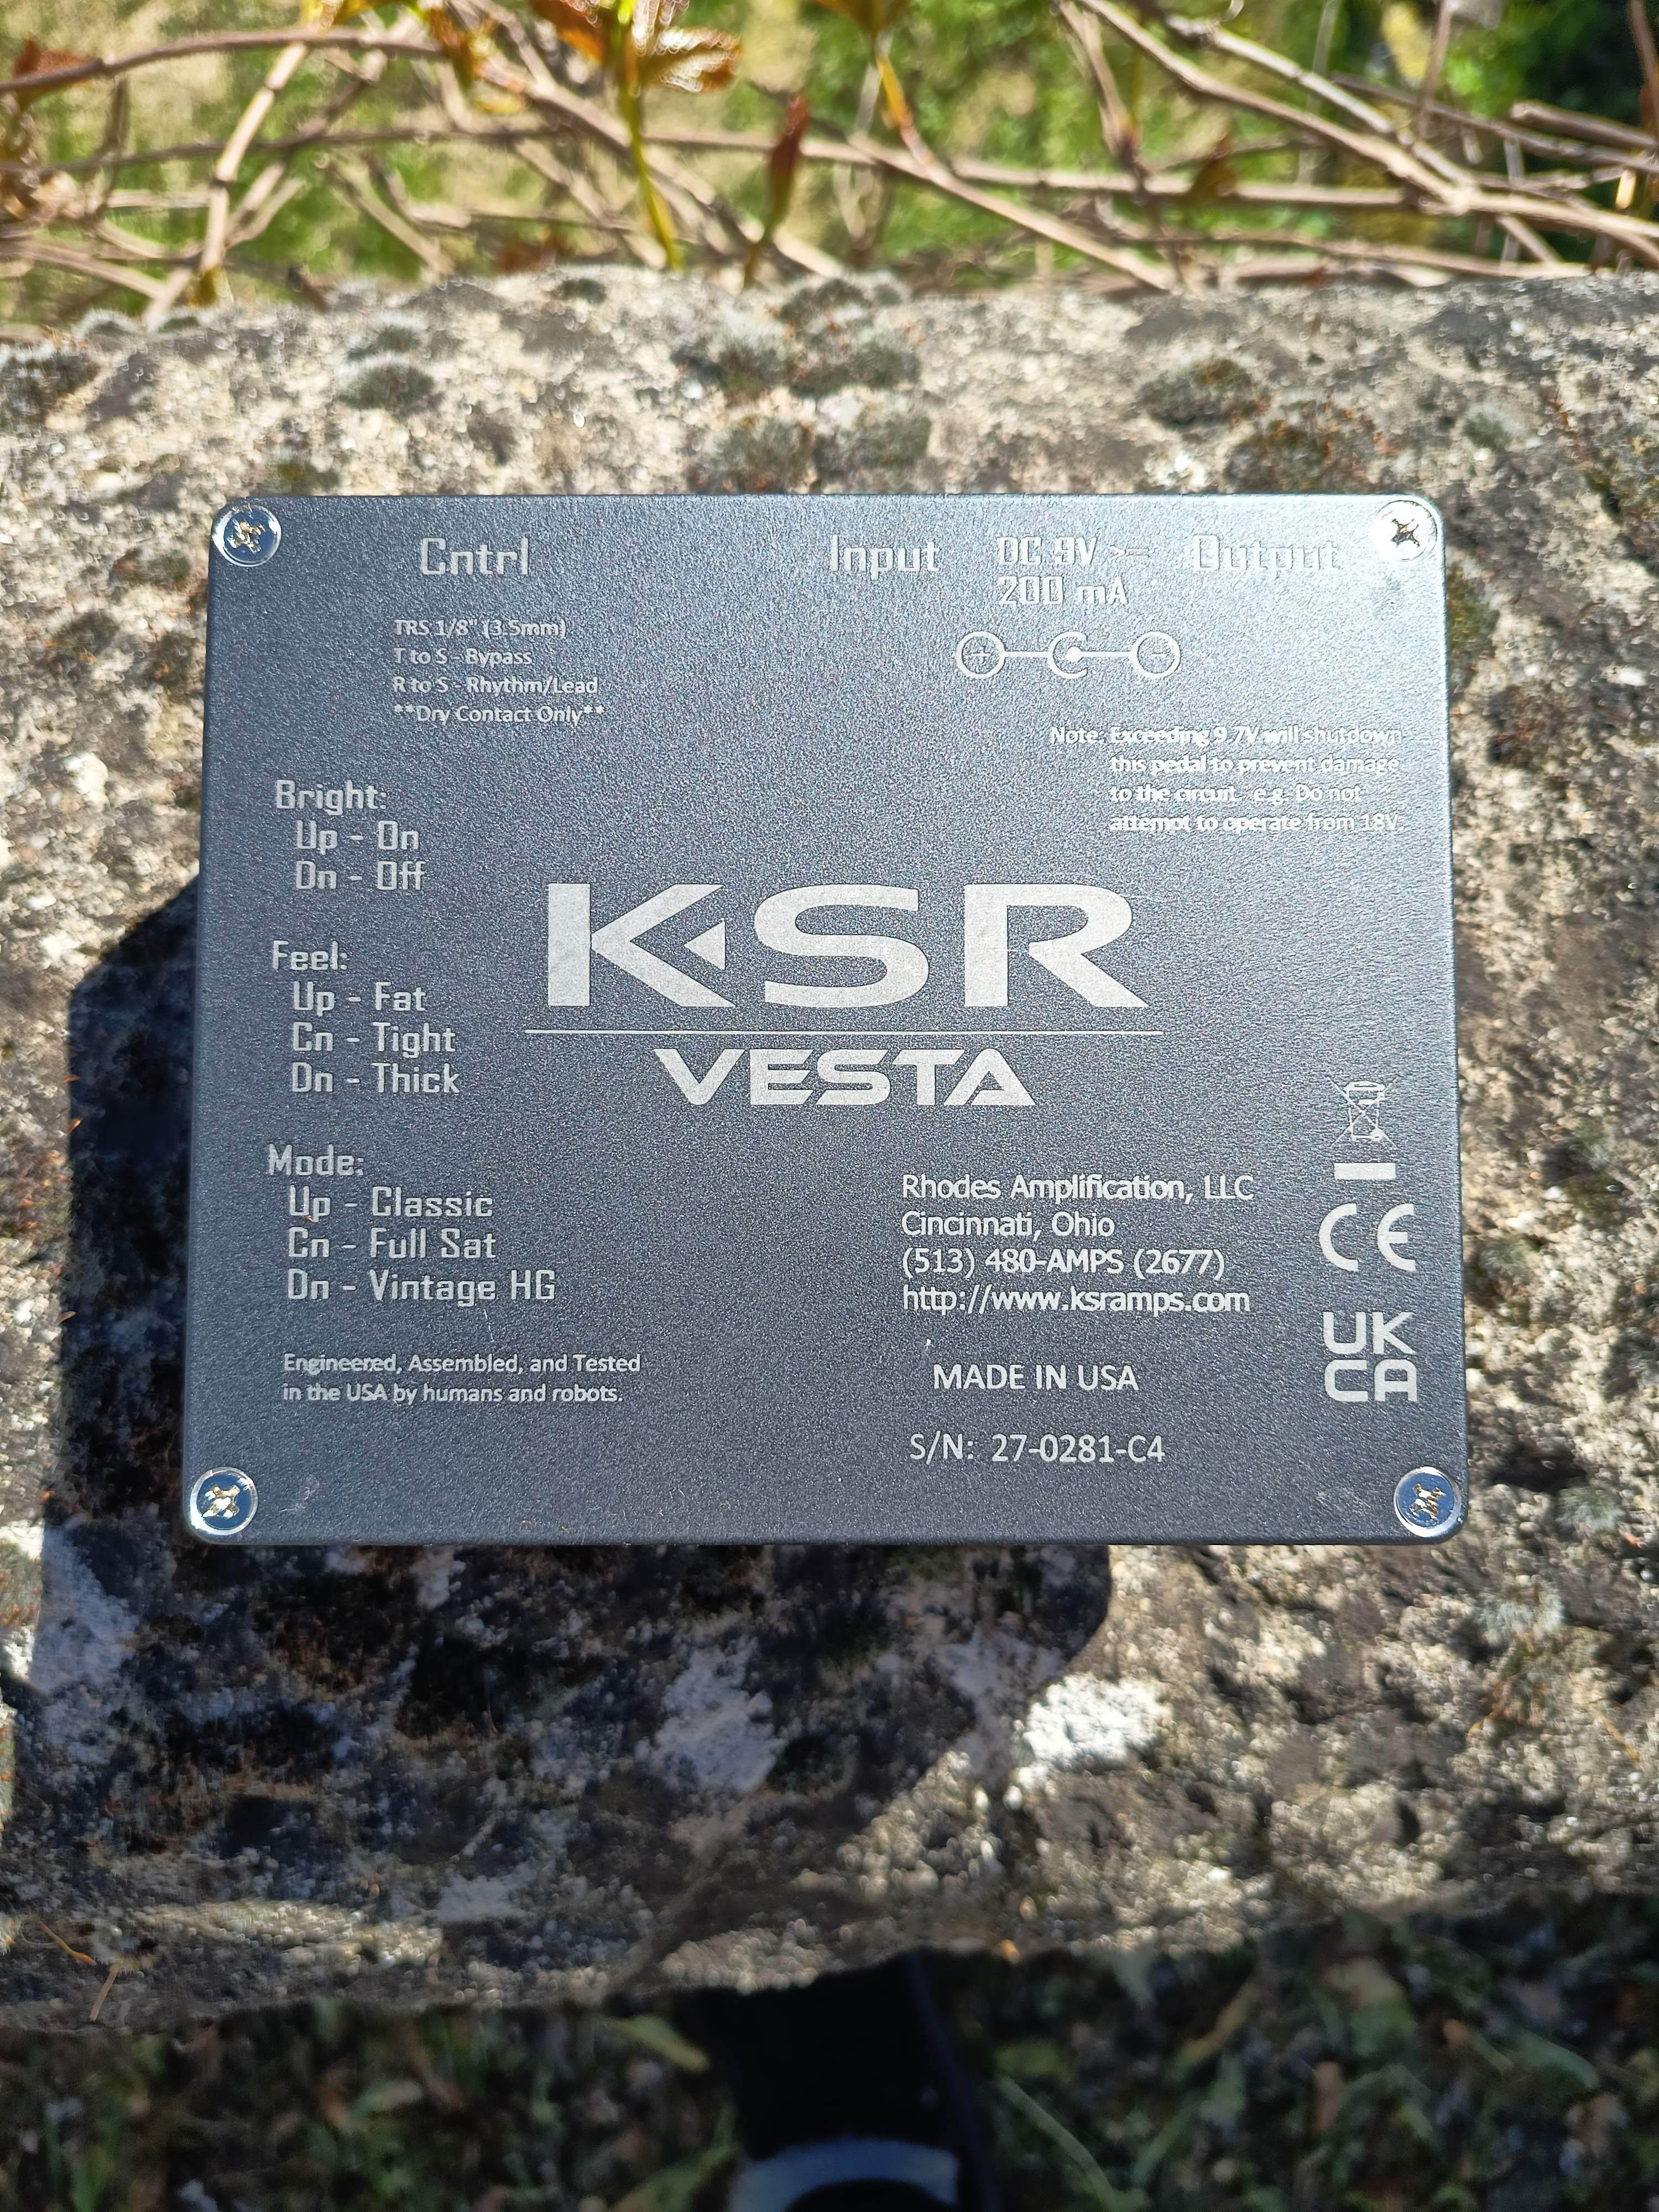 Cntrl
Input
DC 9V >=
200 mA
Output
TRS 1/8" (3.5mm)
T to S - Bypass
R to S - Rhythm/Lead
**Dry Contact Only**
+ -
Note: Exceeding 9.7V will shutdown
this pedal to prevent damage
to the circuit. e.g. Do not
attempt to operate from 18V.
Bright:
Up - On
Dn - Off
Feel:
Up - Fat
Cn - Tight
Dn - Thick
Mode:
Up - Classic
Cn - Full Sat
Dn - Vintage HG
Engineered, Assembled, and Tested
in the USA by humans and robots.
KSR
VESTA
Rhodes Amplification, LLC
Cincinnati, Ohio
(513) 480-AMPS (2677)
http://www.ksramps.com
MADE IN USA
S/N: 27-0281-C4
CE
UK
CA